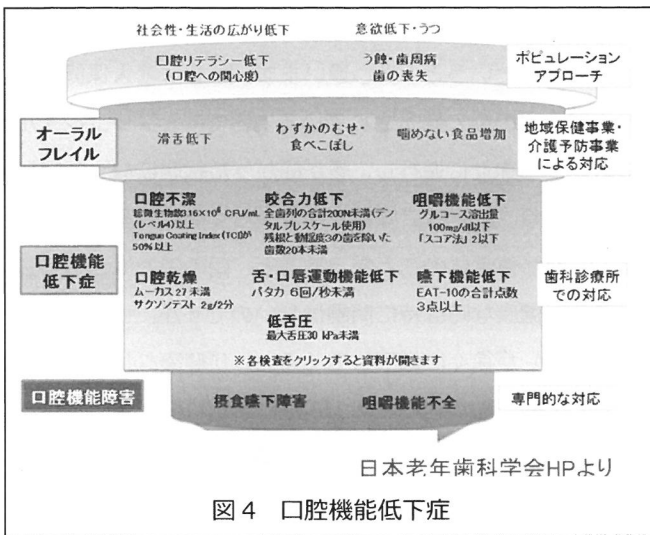 社会性・生活の広がり低下　意欲低下・うつ
口腔リテラシー低下　う蝕・歯周病　ポピュレーション
(口腔への関心度)　歯の喪失　アプローチ
オーラル
フレイル
滑舌低下
わずかのむせ・
食べこぼし
噛めない食品増加
地域保健事業・
介護予防事業
による対応
口腔不潔
総微生物数3.16×10⁶ CFU/mL
(レベル4)以上
Tongue Coating Index (TCI)が
50%以上
咬合力低下
全歯列の合計200N未満(デン
タルプレスケール使用)
残根と動揺度3の歯を除いた
歯数20本未満
咀嚼機能低下
グルコース溶出量
100mg/dl以下
「スコア法」2以下
口腔機能
低下症
口腔乾燥
ムーカス27未満
サクソンテスト 2g/2分
舌・口唇運動機能低下
パタカ 6回/秒未満
嚥下機能低下
EAT-10の合計点数
3点以上
歯科診療所
での対応
低舌圧
最大舌圧30 kPa未満
※各検査をクリックすると資料が開きます
口腔機能障害　摂食嚥下障害　咀嚼機能不全　専門的な対応
日本老年歯科学会HPより
図4　口腔機能低下症